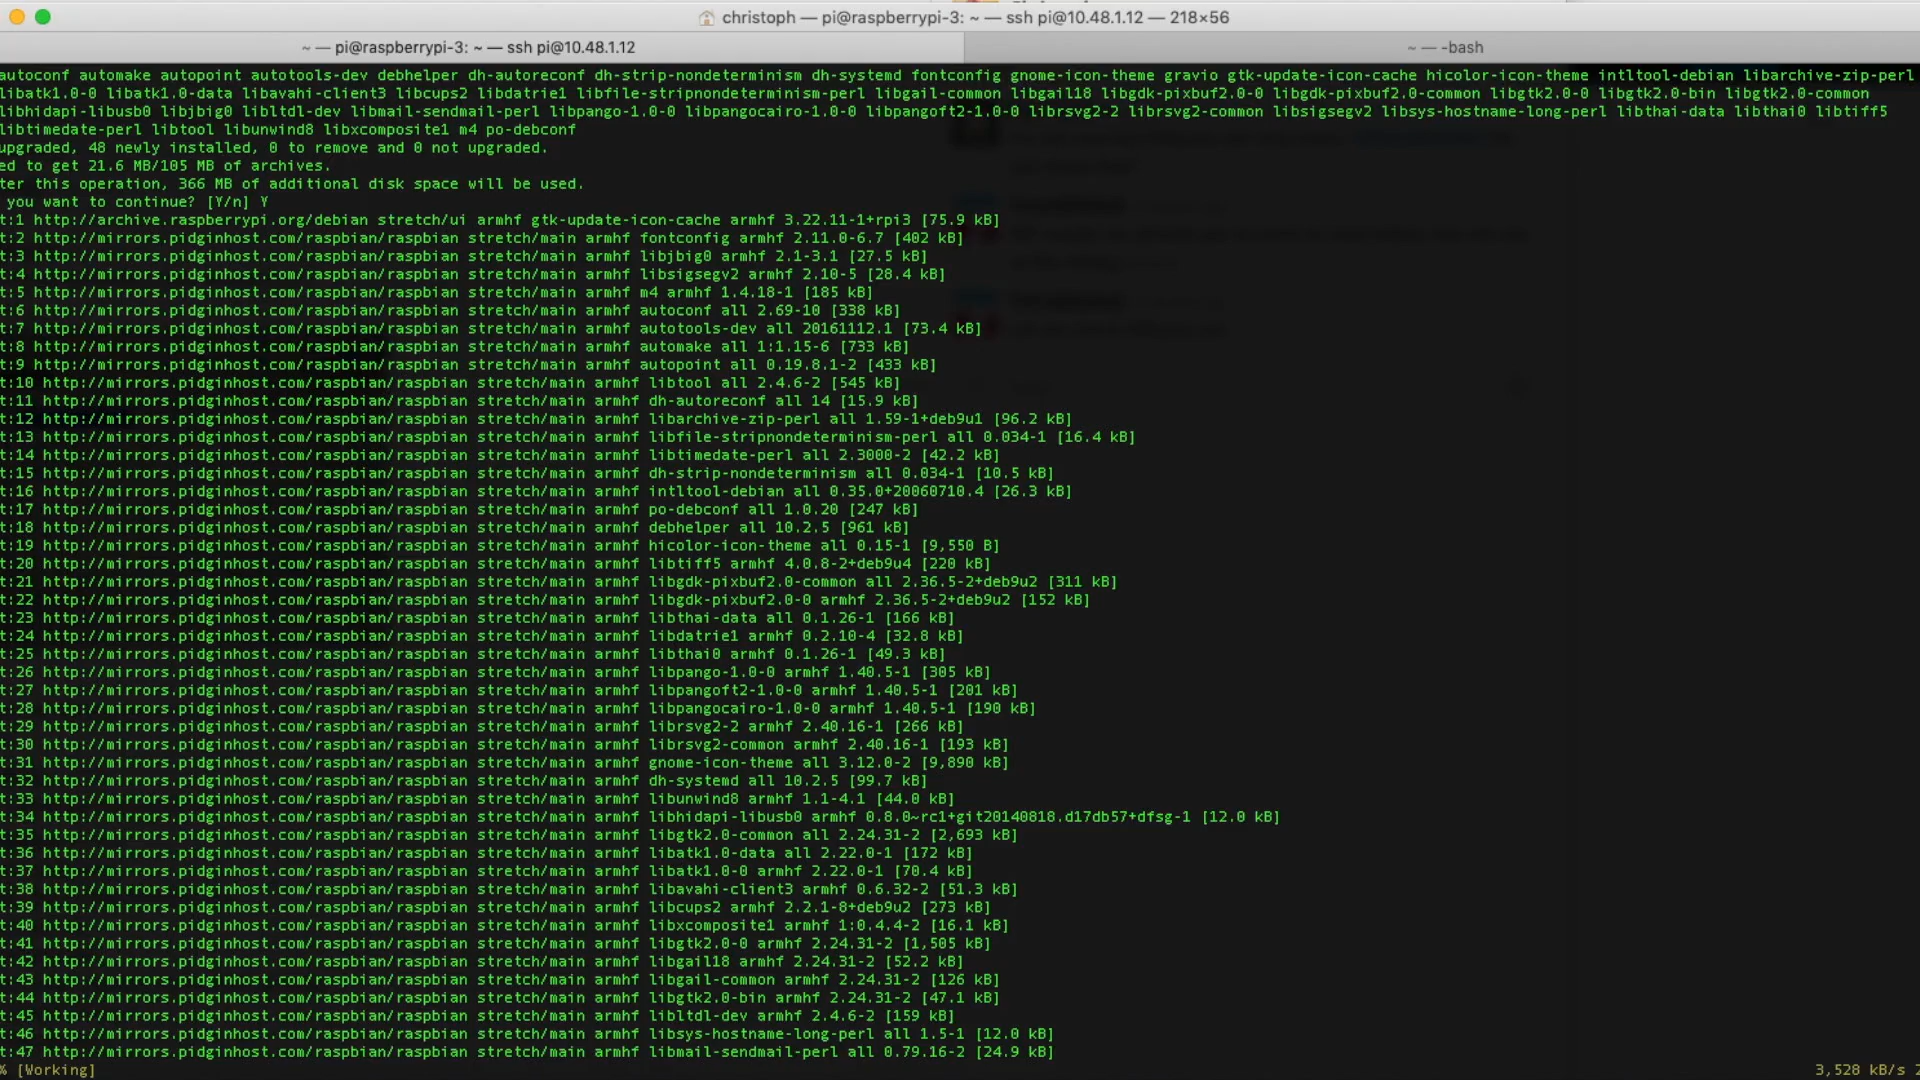 christoph — pi@raspberrypi-3: ~ — ssh pi@10.48.1.12 — 218×56
~ — pi@raspberrypi-3: ~ — ssh pi@10.48.1.12
~ — -bash
autoconf automake autopoint autotools-dev debhelper dh-autoreconf dh-strip-nondeterminism dh-systemd fontconfig gnome-icon-theme gravio gtk-update-icon-cache hicolor-icon-theme intltool-debian libarchive-zip-perl
libatk1.0-0 libatk1.0-data libavahi-client3 libcups2 libdatrie1 libfile-stripnondeterminism-perl libgail-common libgail18 libgdk-pixbuf2.0-0 libgdk-pixbuf2.0-common libgtk2.0-0 libgtk2.0-bin libgtk2.0-common
libhidapi-libusb0 libjbig0 libltdl-dev libmail-sendmail-perl libpango-1.0-0 libpangocairo-1.0-0 libpangoft2-1.0-0 librsvg2-2 librsvg2-common libsigsegv2 libsys-hostname-long-perl libthai-data libthai0 libtiff5
libtimedate-perl libtool libunwind8 libxcomposite1 m4 po-debconf
upgraded, 48 newly installed, 0 to remove and 0 not upgraded.
ed to get 21.6 MB/105 MB of archives.
ter this operation, 366 MB of additional disk space will be used.
you want to continue? [Y/n] Y
t:1 http://archive.raspberrypi.org/debian stretch/ui armhf gtk-update-icon-cache armhf 3.22.11-1+rpi3 [75.9 kB]
t:2 http://mirrors.pidginhost.com/raspbian/raspbian stretch/main armhf fontconfig armhf 2.11.0-6.7 [402 kB]
t:3 http://mirrors.pidginhost.com/raspbian/raspbian stretch/main armhf libjbig0 armhf 2.1-3.1 [27.5 kB]
t:4 http://mirrors.pidginhost.com/raspbian/raspbian stretch/main armhf libsigsegv2 armhf 2.10-5 [28.4 kB]
t:5 http://mirrors.pidginhost.com/raspbian/raspbian stretch/main armhf m4 armhf 1.4.18-1 [185 kB]
t:6 http://mirrors.pidginhost.com/raspbian/raspbian stretch/main armhf autoconf all 2.69-10 [338 kB]
t:7 http://mirrors.pidginhost.com/raspbian/raspbian stretch/main armhf autotools-dev all 20161112.1 [73.4 kB]
t:8 http://mirrors.pidginhost.com/raspbian/raspbian stretch/main armhf automake all 1:1.15-6 [733 kB]
t:9 http://mirrors.pidginhost.com/raspbian/raspbian stretch/main armhf autopoint all 0.19.8.1-2 [433 kB]
t:10 http://mirrors.pidginhost.com/raspbian/raspbian stretch/main armhf libtool all 2.4.6-2 [545 kB]
t:11 http://mirrors.pidginhost.com/raspbian/raspbian stretch/main armhf dh-autoreconf all 14 [15.9 kB]
t:12 http://mirrors.pidginhost.com/raspbian/raspbian stretch/main armhf libarchive-zip-perl all 1.59-1+deb9u1 [96.2 kB]
t:13 http://mirrors.pidginhost.com/raspbian/raspbian stretch/main armhf libfile-stripnondeterminism-perl all 0.034-1 [16.4 kB]
t:14 http://mirrors.pidginhost.com/raspbian/raspbian stretch/main armhf libtimedate-perl all 2.3000-2 [42.2 kB]
t:15 http://mirrors.pidginhost.com/raspbian/raspbian stretch/main armhf dh-strip-nondeterminism all 0.034-1 [10.5 kB]
t:16 http://mirrors.pidginhost.com/raspbian/raspbian stretch/main armhf intltool-debian all 0.35.0+20060710.4 [26.3 kB]
t:17 http://mirrors.pidginhost.com/raspbian/raspbian stretch/main armhf po-debconf all 1.0.20 [247 kB]
t:18 http://mirrors.pidginhost.com/raspbian/raspbian stretch/main armhf debhelper all 10.2.5 [961 kB]
t:19 http://mirrors.pidginhost.com/raspbian/raspbian stretch/main armhf hicolor-icon-theme all 0.15-1 [9,550 B]
t:20 http://mirrors.pidginhost.com/raspbian/raspbian stretch/main armhf libtiff5 armhf 4.0.8-2+deb9u4 [220 kB]
t:21 http://mirrors.pidginhost.com/raspbian/raspbian stretch/main armhf libgdk-pixbuf2.0-common all 2.36.5-2+deb9u2 [311 kB]
t:22 http://mirrors.pidginhost.com/raspbian/raspbian stretch/main armhf libgdk-pixbuf2.0-0 armhf 2.36.5-2+deb9u2 [152 kB]
t:23 http://mirrors.pidginhost.com/raspbian/raspbian stretch/main armhf libthai-data all 0.1.26-1 [166 kB]
t:24 http://mirrors.pidginhost.com/raspbian/raspbian stretch/main armhf libdatrie1 armhf 0.2.10-4 [32.8 kB]
t:25 http://mirrors.pidginhost.com/raspbian/raspbian stretch/main armhf libthai0 armhf 0.1.26-1 [49.3 kB]
t:26 http://mirrors.pidginhost.com/raspbian/raspbian stretch/main armhf libpango-1.0-0 armhf 1.40.5-1 [305 kB]
t:27 http://mirrors.pidginhost.com/raspbian/raspbian stretch/main armhf libpangoft2-1.0-0 armhf 1.40.5-1 [201 kB]
t:28 http://mirrors.pidginhost.com/raspbian/raspbian stretch/main armhf libpangocairo-1.0-0 armhf 1.40.5-1 [190 kB]
t:29 http://mirrors.pidginhost.com/raspbian/raspbian stretch/main armhf librsvg2-2 armhf 2.40.16-1 [266 kB]
t:30 http://mirrors.pidginhost.com/raspbian/raspbian stretch/main armhf librsvg2-common armhf 2.40.16-1 [193 kB]
t:31 http://mirrors.pidginhost.com/raspbian/raspbian stretch/main armhf gnome-icon-theme all 3.12.0-2 [9,890 kB]
t:32 http://mirrors.pidginhost.com/raspbian/raspbian stretch/main armhf dh-systemd all 10.2.5 [99.7 kB]
t:33 http://mirrors.pidginhost.com/raspbian/raspbian stretch/main armhf libunwind8 armhf 1.1-4.1 [44.0 kB]
t:34 http://mirrors.pidginhost.com/raspbian/raspbian stretch/main armhf libhidapi-libusb0 armhf 0.8.0~rc1+git20140818.d17db57+dfsg-1 [12.0 kB]
t:35 http://mirrors.pidginhost.com/raspbian/raspbian stretch/main armhf libgtk2.0-common all 2.24.31-2 [2,693 kB]
t:36 http://mirrors.pidginhost.com/raspbian/raspbian stretch/main armhf libatk1.0-data all 2.22.0-1 [172 kB]
t:37 http://mirrors.pidginhost.com/raspbian/raspbian stretch/main armhf libatk1.0-0 armhf 2.22.0-1 [70.4 kB]
t:38 http://mirrors.pidginhost.com/raspbian/raspbian stretch/main armhf libavahi-client3 armhf 0.6.32-2 [51.3 kB]
t:39 http://mirrors.pidginhost.com/raspbian/raspbian stretch/main armhf libcups2 armhf 2.2.1-8+deb9u2 [273 kB]
t:40 http://mirrors.pidginhost.com/raspbian/raspbian stretch/main armhf libxcomposite1 armhf 1:0.4.4-2 [16.1 kB]
t:41 http://mirrors.pidginhost.com/raspbian/raspbian stretch/main armhf libgtk2.0-0 armhf 2.24.31-2 [1,505 kB]
t:42 http://mirrors.pidginhost.com/raspbian/raspbian stretch/main armhf libgail18 armhf 2.24.31-2 [52.2 kB]
t:43 http://mirrors.pidginhost.com/raspbian/raspbian stretch/main armhf libgail-common armhf 2.24.31-2 [126 kB]
t:44 http://mirrors.pidginhost.com/raspbian/raspbian stretch/main armhf libgtk2.0-bin armhf 2.24.31-2 [47.1 kB]
t:45 http://mirrors.pidginhost.com/raspbian/raspbian stretch/main armhf libltdl-dev armhf 2.4.6-2 [159 kB]
t:46 http://mirrors.pidginhost.com/raspbian/raspbian stretch/main armhf libsys-hostname-long-perl all 1.5-1 [12.0 kB]
t:47 http://mirrors.pidginhost.com/raspbian/raspbian stretch/main armhf libmail-sendmail-perl all 0.79.16-2 [24.9 kB]
% [Working] 3,528 kB/s 2